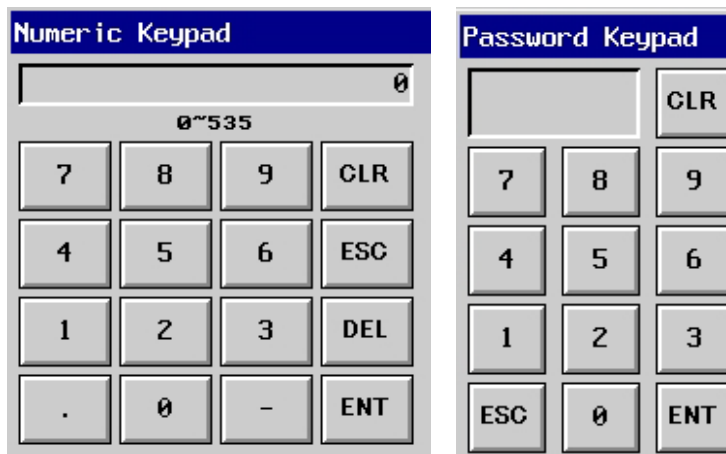 Numeric Keypad
0
0~535
7 8 9 CLR
4 5 6 ESC
1 2 3 DEL
. 0 - ENT
Password Keypad
CLR
7 8 9
4 5 6
1 2 3
ESC 0 ENT